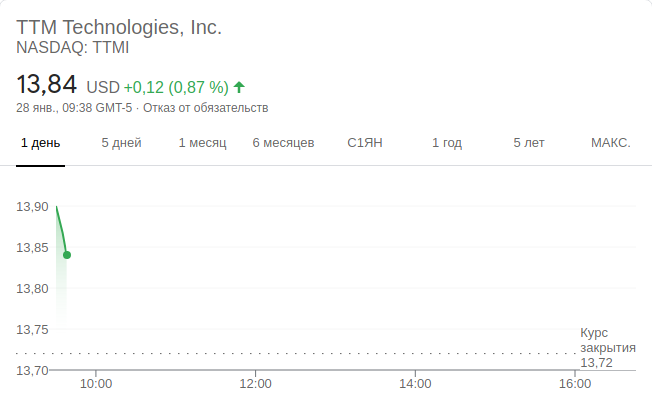 TTM Technologies, Inc.
NASDAQ: TTMI
13,84 USD +0,12 (0,87 %)
28 янв., 09:38 GMT-5 · Отказ от обязательств
1 день 5 дней 1 месяц 6 месяцев С1ЯН 1 год 5 лет МАКС.
13,90
13,85
13,80
13,75
Курс
закрытия
13,72
13,70
10:00 12:00 14:00 16:00